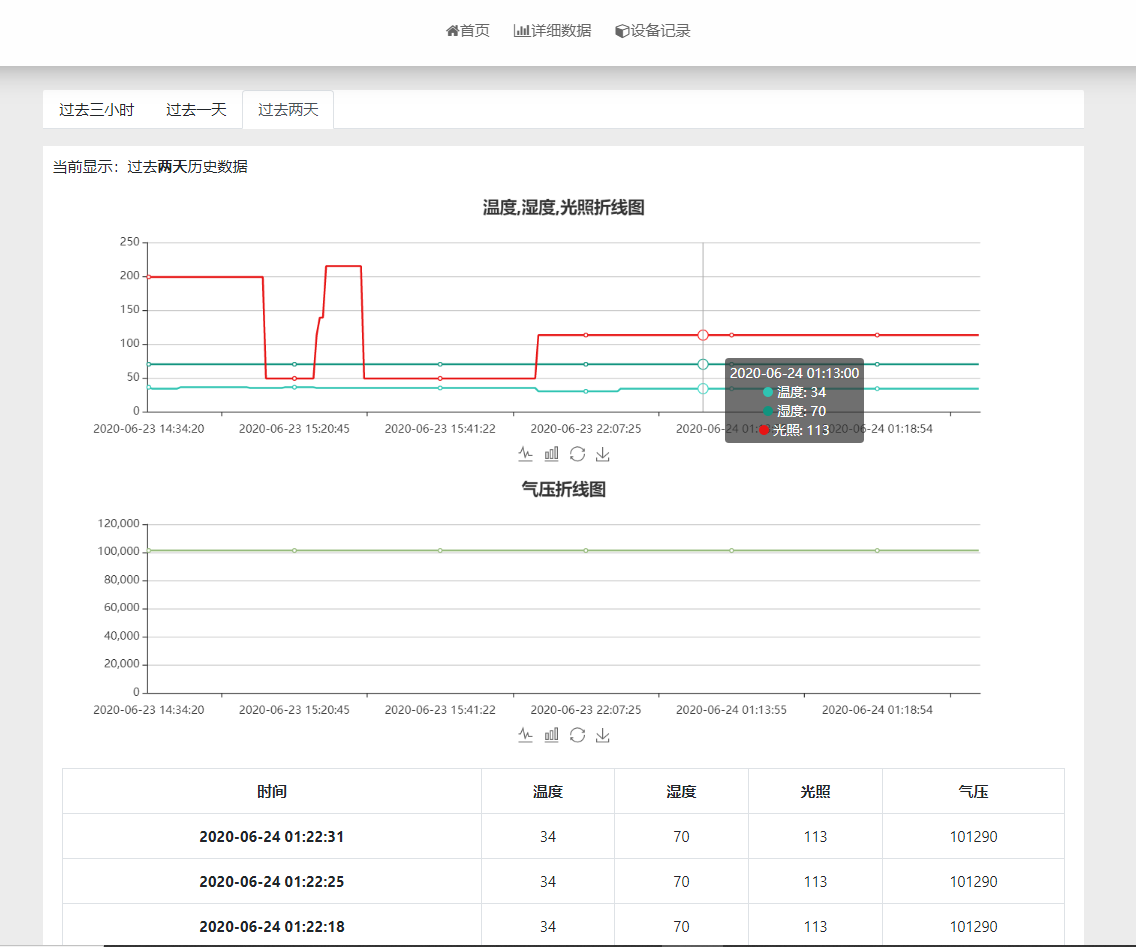 首页 详细数据 设备记录
过去三小时 过去一天 过去两天
当前显示：过去两天历史数据
温度,湿度,光照折线图
250
200
150
100
50
0
2020-06-24 01:13:00
温度: 34
湿度: 70
光照: 113
2020-06-23 14:34:20 2020-06-23 15:20:45 2020-06-23 15:41:22 2020-06-23 22:07:25 2020-06-24 01:13:55 2020-06-24 01:18:54
气压折线图
120,000
100,000
80,000
60,000
40,000
20,000
0
2020-06-23 14:34:20 2020-06-23 15:20:45 2020-06-23 15:41:22 2020-06-23 22:07:25 2020-06-24 01:13:55 2020-06-24 01:18:54
时间 温度 湿度 光照 气压
2020-06-24 01:22:31 34 70 113 101290
2020-06-24 01:22:25 34 70 113 101290
2020-06-24 01:22:18 34 70 113 101290